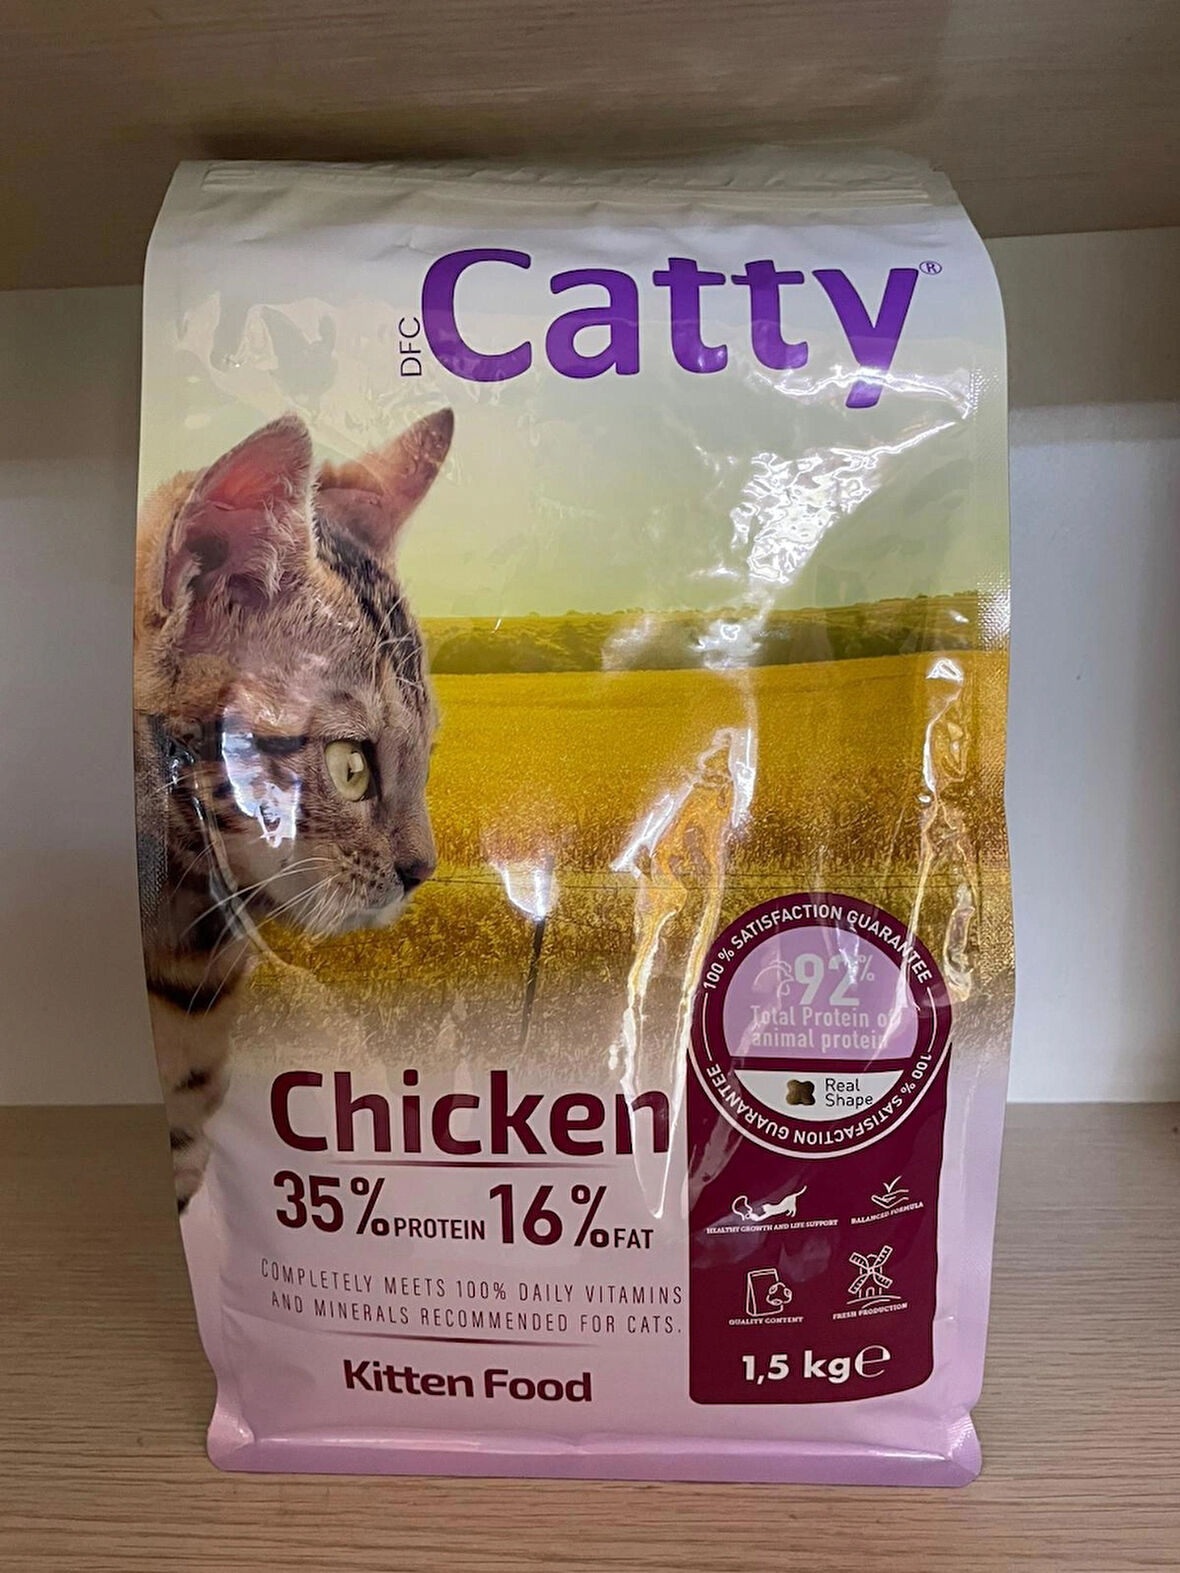 DFC
Catty®
100 % SATISFACTION GUARANTEE
92%
Total Protein of
animal protein
Real
Shape
100 % SATISFACTION GUARANTEE
Chicken
35% PROTEIN 16% FAT
COMPLETELY MEETS 100% DAILY VITAMINS
AND MINERALS RECOMMENDED FOR CATS.
Kitten Food
HEALTHY GROWTH AND LIFE SUPPORT
BALANCED FORMULA
QUALITY CONTENT
FRESH PRODUCTION
1,5 kg℮